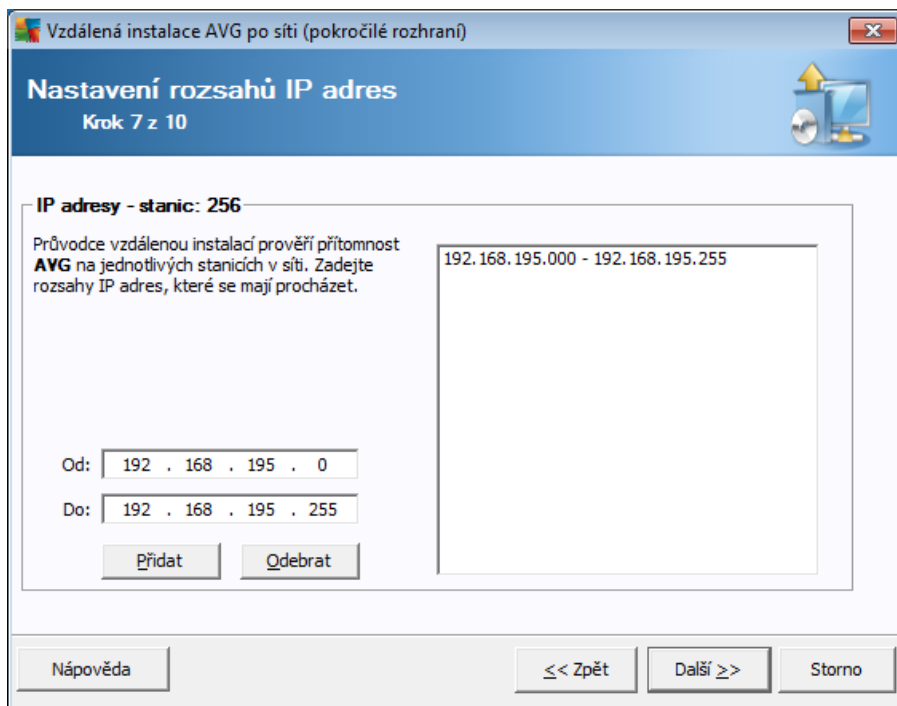 Vzdálená instalace AVG po síti (pokročilé rozhraní)
Nastavení rozsahů IP adres
Krok 7 z 10
IP adresy - stanic: 256
Průvodce vzdálenou instalací prověří přítomnost
AVG na jednotlivých stanicích v síti. Zadejte
rozsahy IP adres, které se mají procházet.
192.168.195.000 - 192.168.195.255
Od: 192 . 168 . 195 . 0
Do: 192 . 168 . 195 . 255
Přidat Odebrat
Nápověda << Zpět Další >> Storno